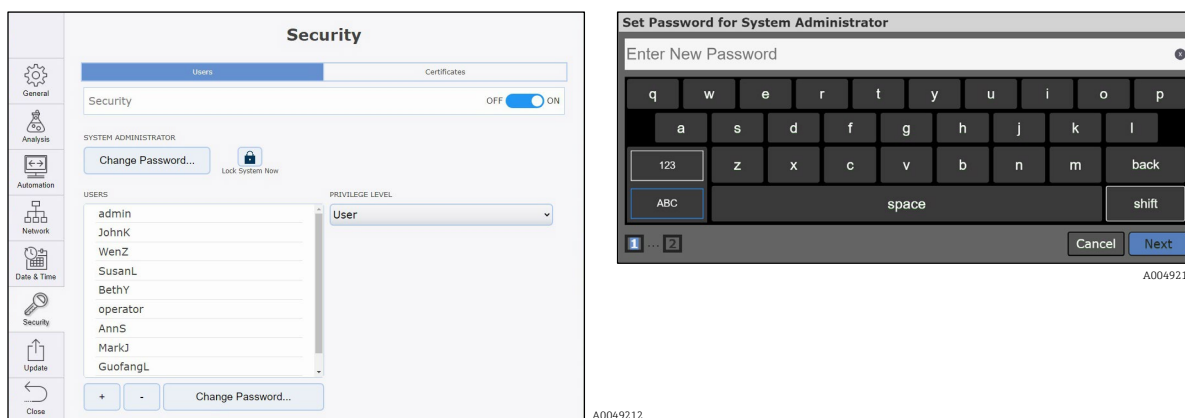 Security
General
Analysis
Automation
Network
Date & Time
Security
Update
Close
Users
Certificates
Security
OFF
ON
SYSTEM ADMINISTRATOR
Change Password...
Lock System Now
USERS
admin
JohnK
WenZ
SusanL
BethY
operator
AnnS
MarkJ
GuofangL
+ - Change Password...
PRIVILEGE LEVEL
User
A0049212
Set Password for System Administrator
Enter New Password
q w e r t y u i o p
a s d f g h j k l
123 z x c v b n m back
ABC space shift
1 ... 2
Cancel Next
A004921